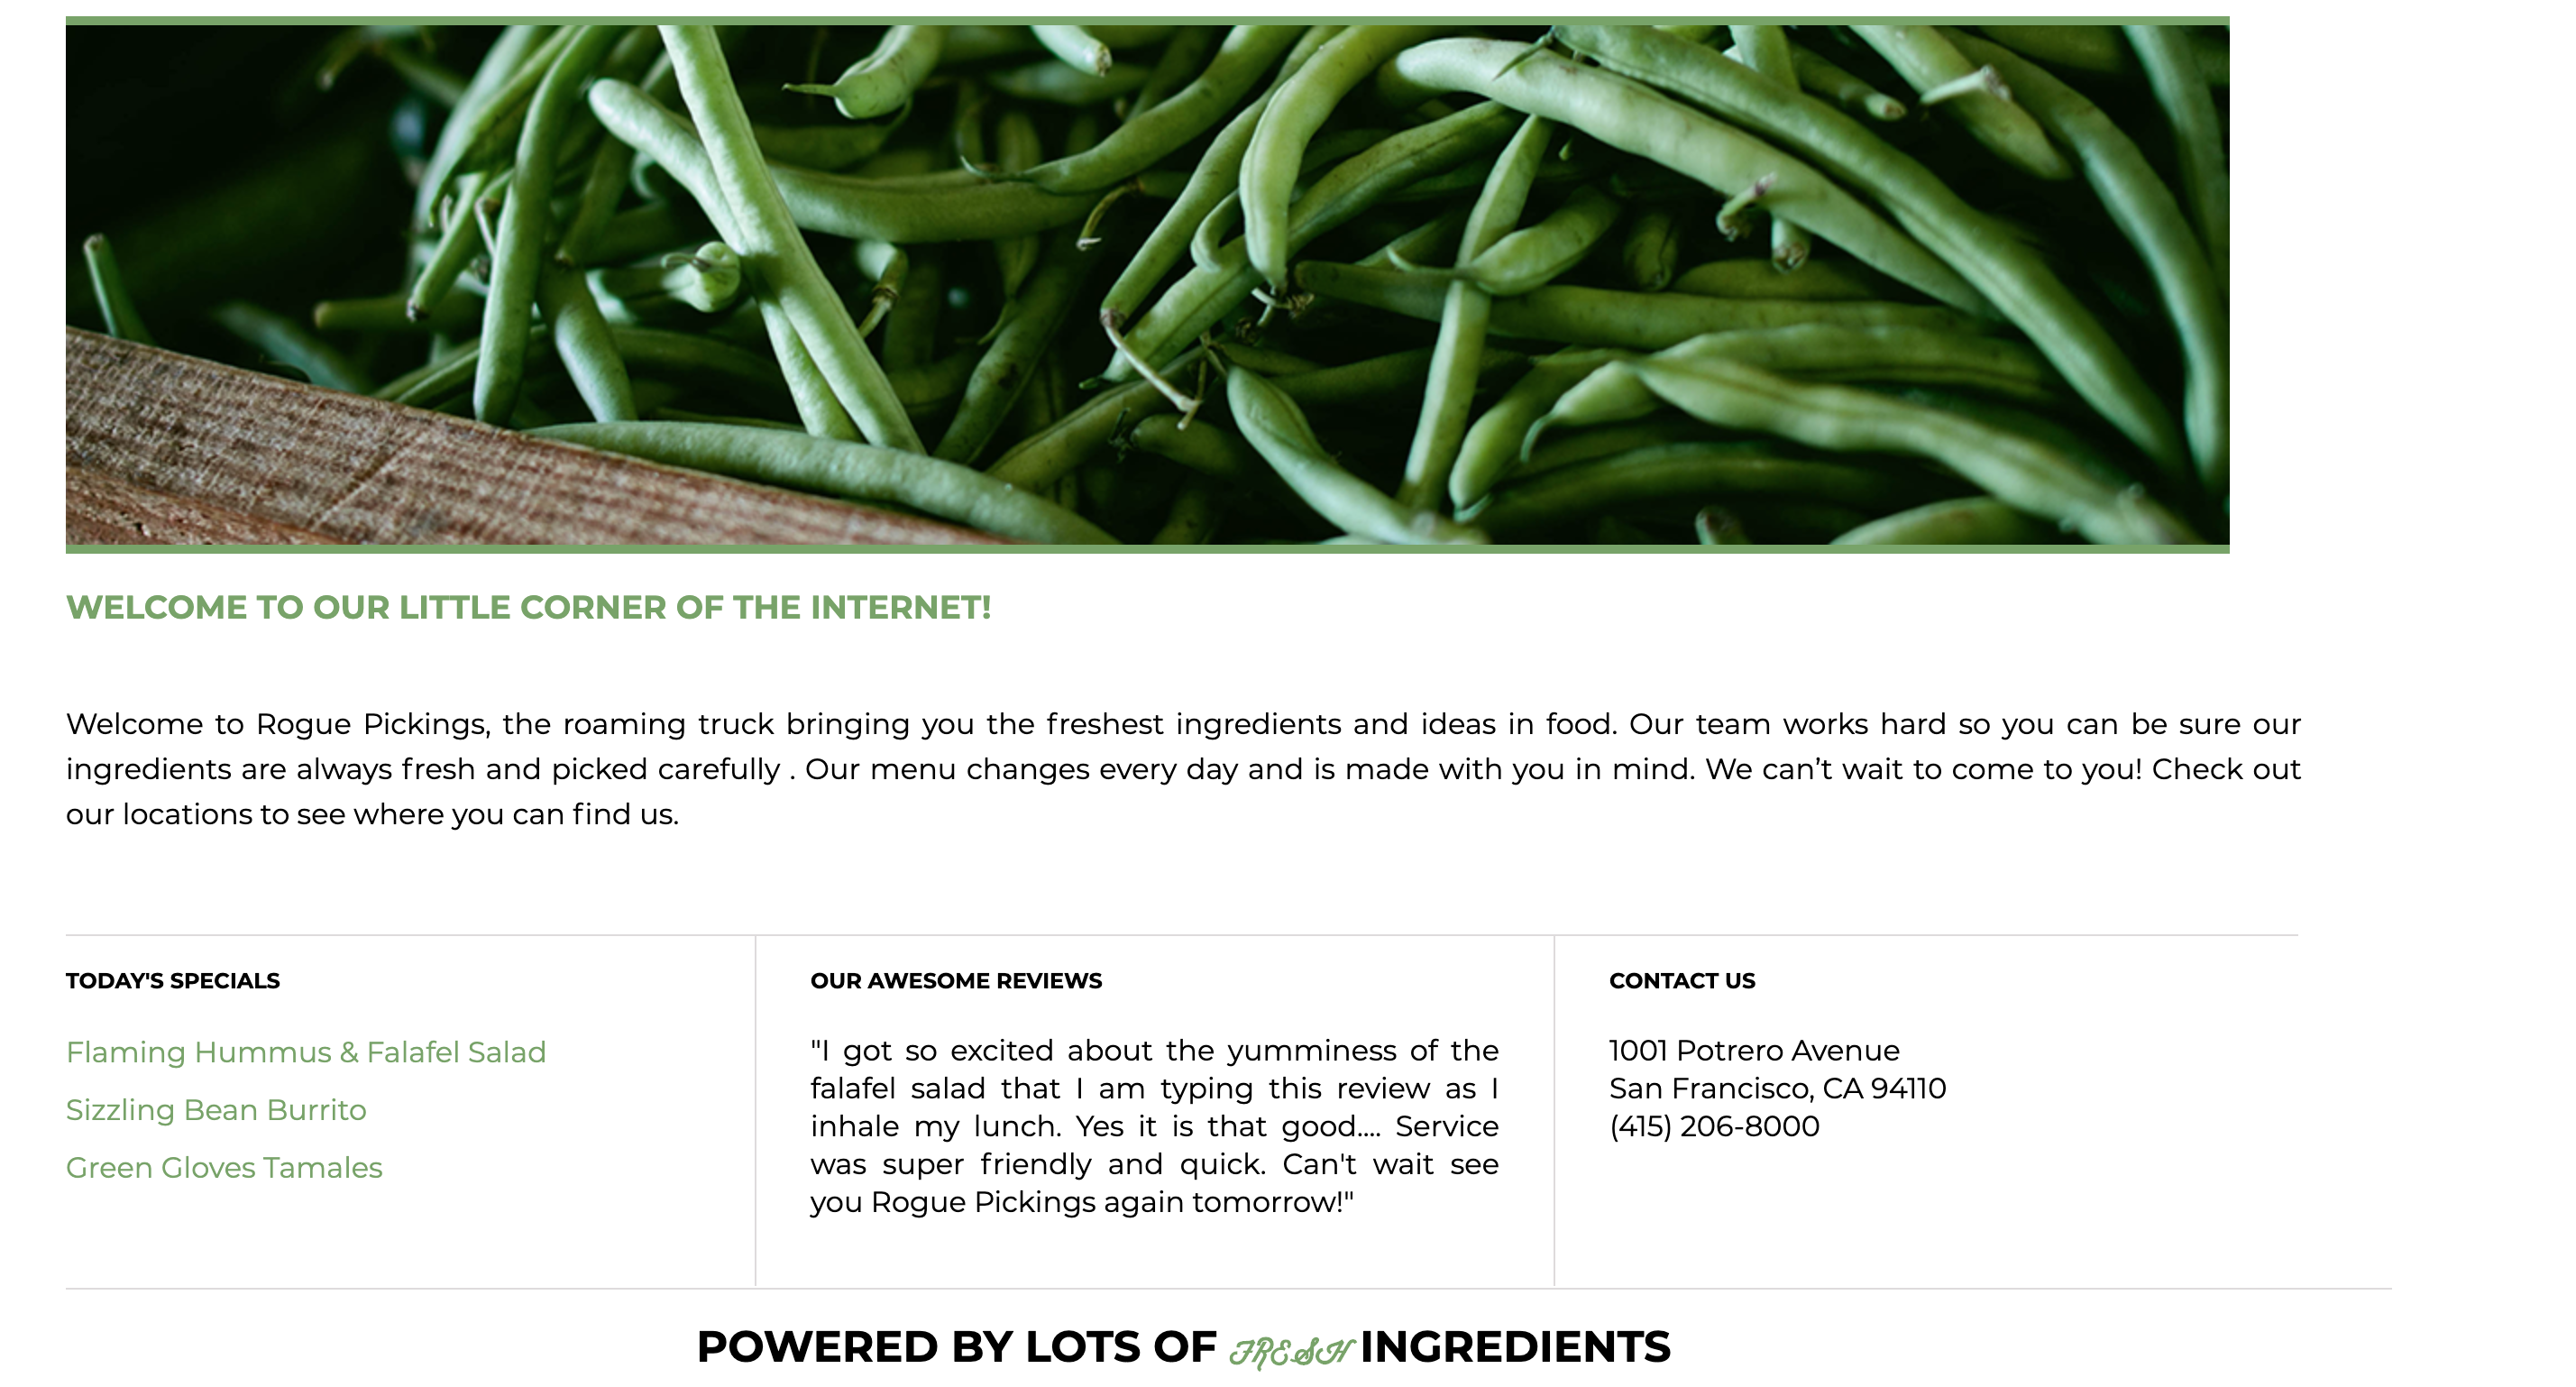 WELCOME TO OUR LITTLE CORNER OF THE INTERNET!
Welcome to Rogue Pickings, the roaming truck bringing you the freshest ingredients and ideas in food. Our team works hard so you can be sure our
ingredients are always fresh and picked carefully . Our menu changes every day and is made with you in mind. We can’t wait to come to you! Check out
our locations to see where you can find us.
TODAY'S SPECIALS
Flaming Hummus & Falafel Salad
Sizzling Bean Burrito
Green Gloves Tamales
OUR AWESOME REVIEWS
"I got so excited about the yumminess of the
falafel salad that I am typing this review as I
inhale my lunch. Yes it is that good.... Service
was super friendly and quick. Can't wait see
you Rogue Pickings again tomorrow!"
CONTACT US
1001 Potrero Avenue
San Francisco, CA 94110
(415) 206-8000
POWERED BY LOTS OF FRESH INGREDIENTS